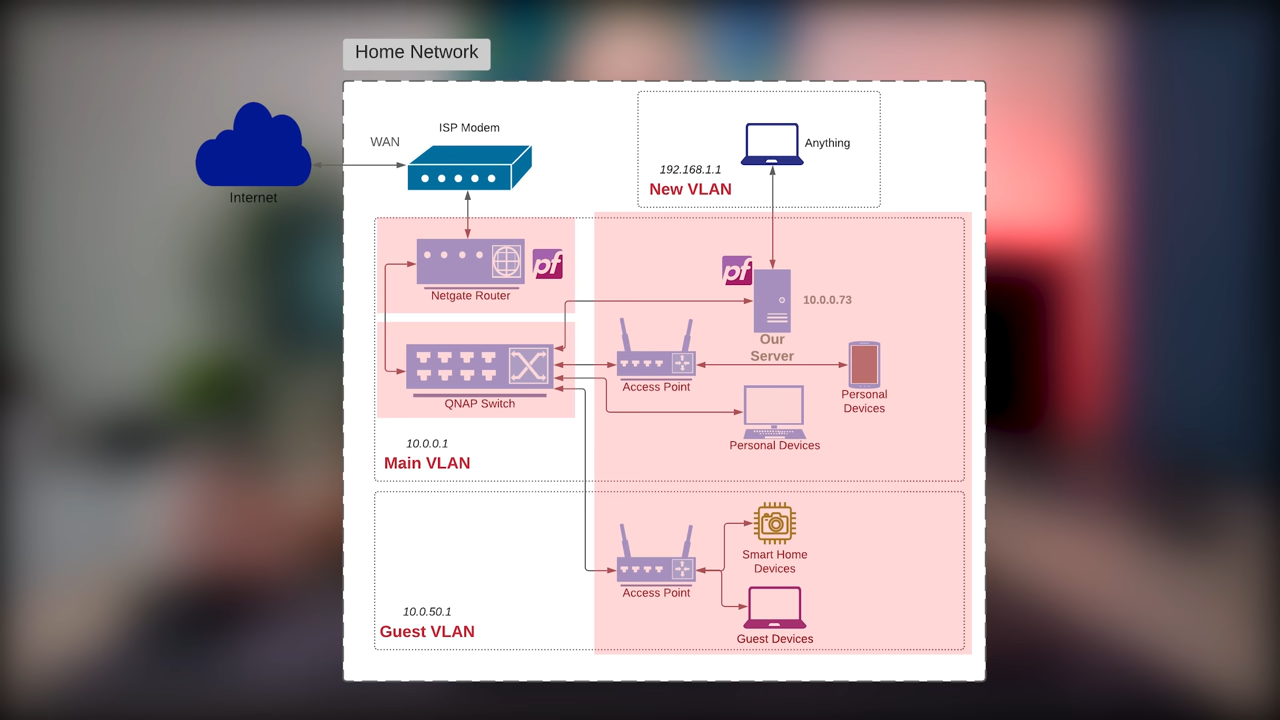 Home Network
Internet
WAN
ISP Modem
Anything
192.168.1.1
New VLAN
pf
Netgate Router
pf
10.0.0.73
Our
Server
QNAP Switch
Access Point
Personal
Devices
Personal Devices
10.0.0.1
Main VLAN
Smart Home
Devices
Access Point
Guest Devices
10.0.50.1
Guest VLAN